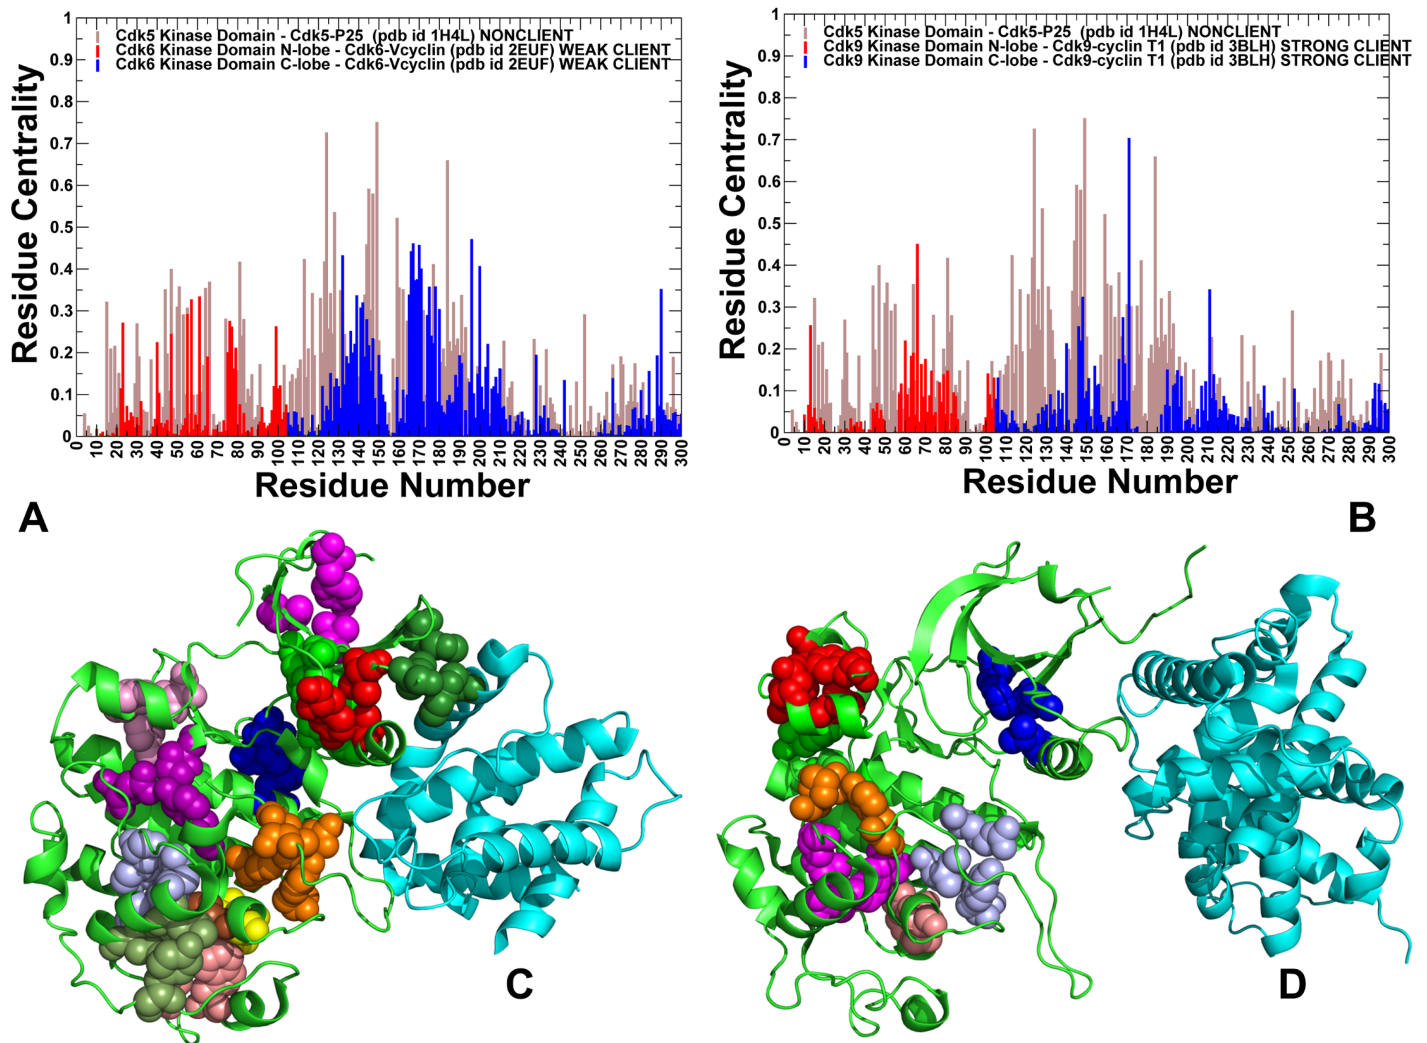 Cdk5 Kinase Domain - Cdk5-P25 (pdb id 1H4L) NONCLIENT
Cdk6 Kinase Domain N-lobe - Cdk6-Vcyclin (pdb id 2EUF) WEAK CLIENT
Cdk6 Kinase Domain C-lobe - Cdk6-Vcyclin (pdb id 2EUF) WEAK CLIENT
Residue Centrality
1
0.9
0.8
0.7
0.6
0.5
0.4
0.3
0.2
0.1
0
0 10 20 30 40 50 60 70 80 90 100 110 120 130 140 150 160 170 180 190 200 210 220 230 240 250 260 270 280 290 300
Residue Number
Cdk5 Kinase Domain - Cdk5-P25 (pdb id 1H4L) NONCLIENT
Cdk9 Kinase Domain N-lobe - Cdk9-cyclin T1 (pdb id 3BLH) STRONG CLIENT
Cdk9 Kinase Domain C-lobe - Cdk9-cyclin T1 (pdb id 3BLH) STRONG CLIENT
Residue Centrality
1
0.9
0.8
0.7
0.6
0.5
0.4
0.3
0.2
0.1
0
0 10 20 30 40 50 60 70 80 90 100 110 120 130 140 150 160 170 180 190 200 210 220 230 240 250 260 270 280 290 300
Residue Number
A
B
C
D